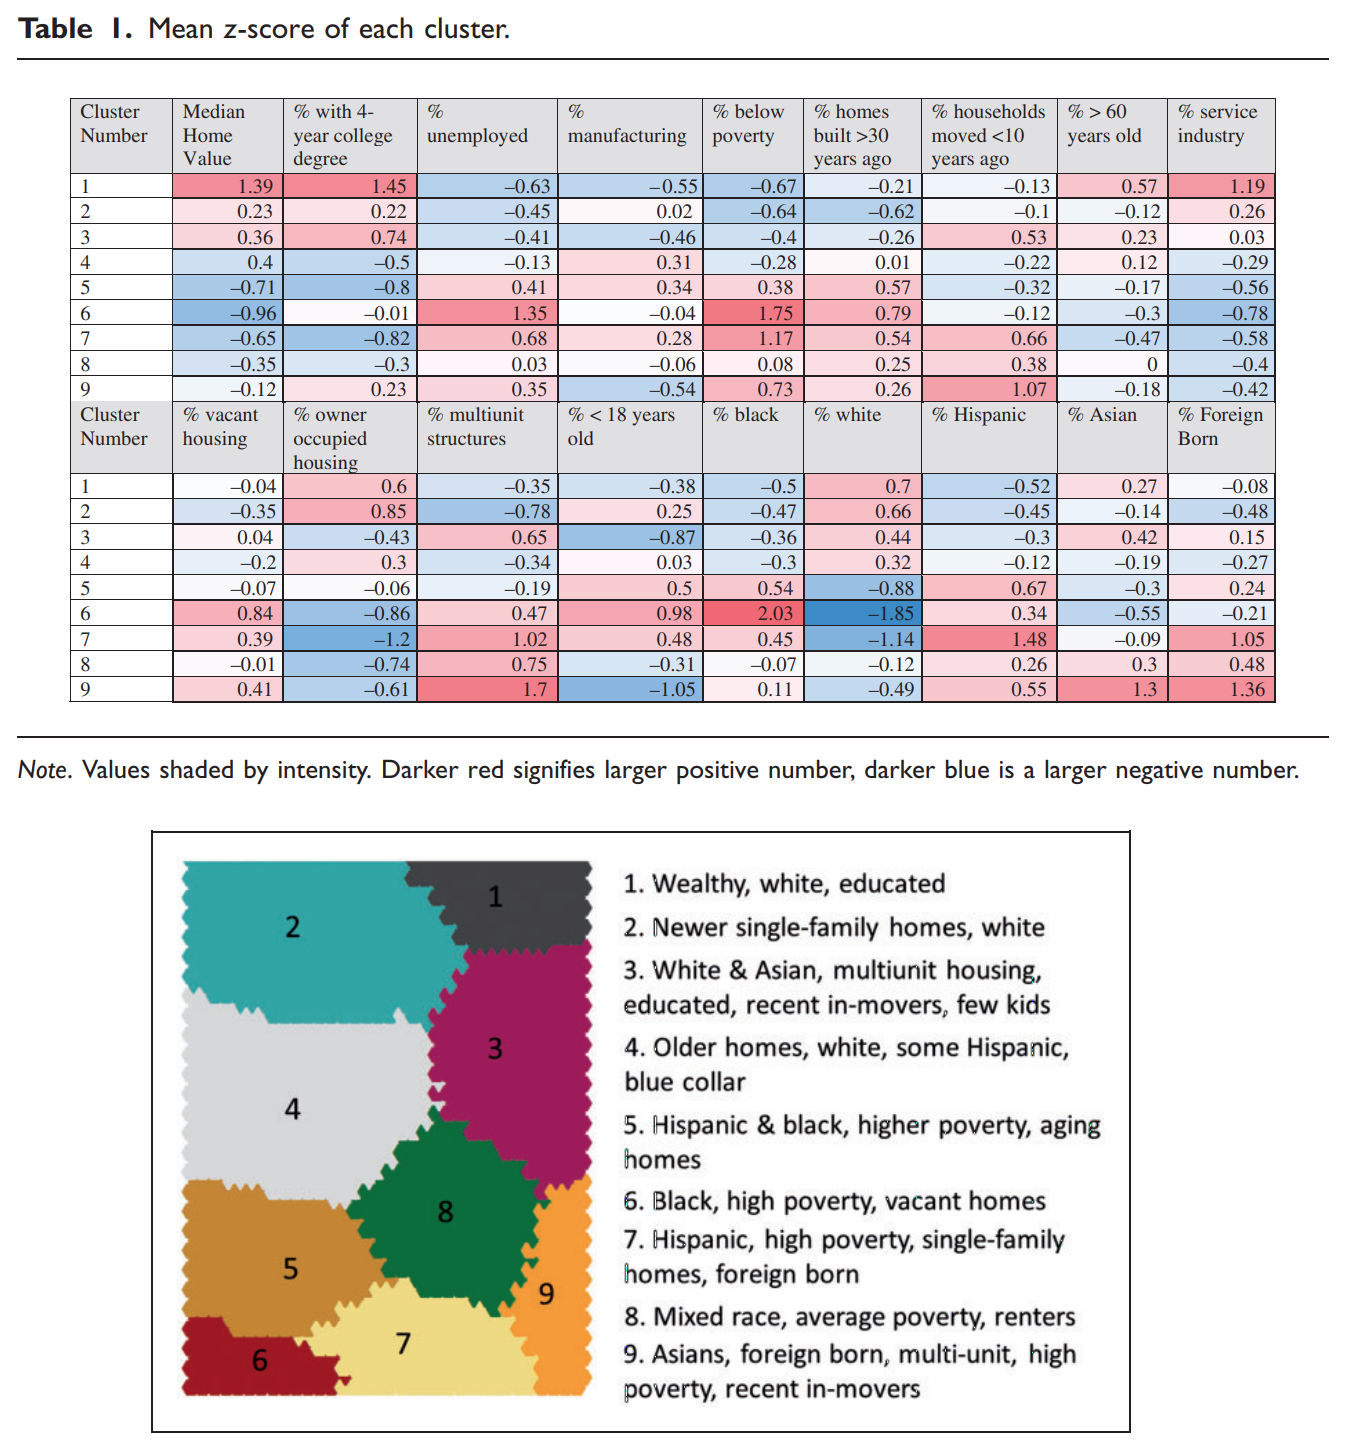 Table 1. Mean z-score of each cluster.
Cluster Number | Median Home Value | % with 4-year college degree | % unemployed | % manufacturing | % below poverty | % homes built >30 years ago | % households moved <10 years ago | % > 60 years old | % service industry
1 | 1.39 | 1.45 | −0.63 | −0.55 | −0.67 | −0.21 | −0.13 | 0.57 | 1.19
2 | 0.23 | 0.22 | −0.45 | 0.02 | −0.64 | −0.62 | −0.1 | −0.12 | 0.26
3 | 0.36 | 0.74 | −0.41 | −0.46 | −0.4 | −0.26 | 0.53 | 0.23 | 0.03
4 | 0.4 | −0.5 | −0.13 | 0.31 | −0.28 | 0.01 | −0.22 | 0.12 | −0.29
5 | −0.71 | −0.8 | 0.41 | 0.34 | 0.38 | 0.57 | −0.32 | −0.17 | −0.56
6 | −0.96 | −0.01 | 1.35 | −0.04 | 1.75 | 0.79 | −0.12 | −0.3 | −0.78
7 | −0.65 | −0.82 | 0.68 | 0.28 | 1.17 | 0.54 | 0.66 | −0.47 | −0.58
8 | −0.35 | −0.3 | 0.03 | −0.06 | 0.08 | 0.25 | 0.38 | 0 | −0.4
9 | −0.12 | 0.23 | 0.35 | −0.54 | 0.73 | 0.26 | 1.07 | −0.18 | −0.42
Cluster Number | % vacant housing | % owner occupied housing | % multiunit structures | % < 18 years old | % black | % white | % Hispanic | % Asian | % Foreign Born
1 | −0.04 | 0.6 | −0.35 | −0.38 | −0.5 | 0.7 | −0.52 | 0.27 | −0.08
2 | −0.35 | 0.85 | −0.78 | 0.25 | −0.47 | 0.66 | −0.45 | −0.14 | −0.48
3 | 0.04 | −0.43 | 0.65 | −0.87 | −0.36 | 0.44 | −0.3 | 0.42 | 0.15
4 | −0.2 | 0.3 | −0.34 | 0.03 | −0.3 | 0.32 | −0.12 | −0.19 | −0.27
5 | −0.07 | −0.06 | −0.19 | 0.5 | 0.54 | −0.88 | 0.67 | −0.3 | 0.24
6 | 0.84 | −0.86 | 0.47 | 0.98 | 2.03 | −1.85 | 0.34 | −0.55 | −0.21
7 | 0.39 | −1.2 | 1.02 | 0.48 | 0.45 | −1.14 | 1.48 | −0.09 | 1.05
8 | −0.01 | −0.74 | 0.75 | −0.31 | −0.07 | −0.12 | 0.26 | 0.3 | 0.48
9 | 0.41 | −0.61 | 1.7 | −1.05 | 0.11 | −0.49 | 0.55 | 1.3 | 1.36
Note. Values shaded by intensity. Darker red signifies larger positive number, darker blue is a larger negative number.
1
2
3
4
8
5
9
7
6
1. Wealthy, white, educated
2. Newer single-family homes, white
3. White & Asian, multiunit housing,
educated, recent in-movers, few kids
4. Older homes, white, some Hispanic,
blue collar
5. Hispanic & black, higher poverty, aging
homes
6. Black, high poverty, vacant homes
7. Hispanic, high poverty, single-family
homes, foreign born
8. Mixed race, average poverty, renters
9. Asians, foreign born, multi-unit, high
poverty, recent in-movers